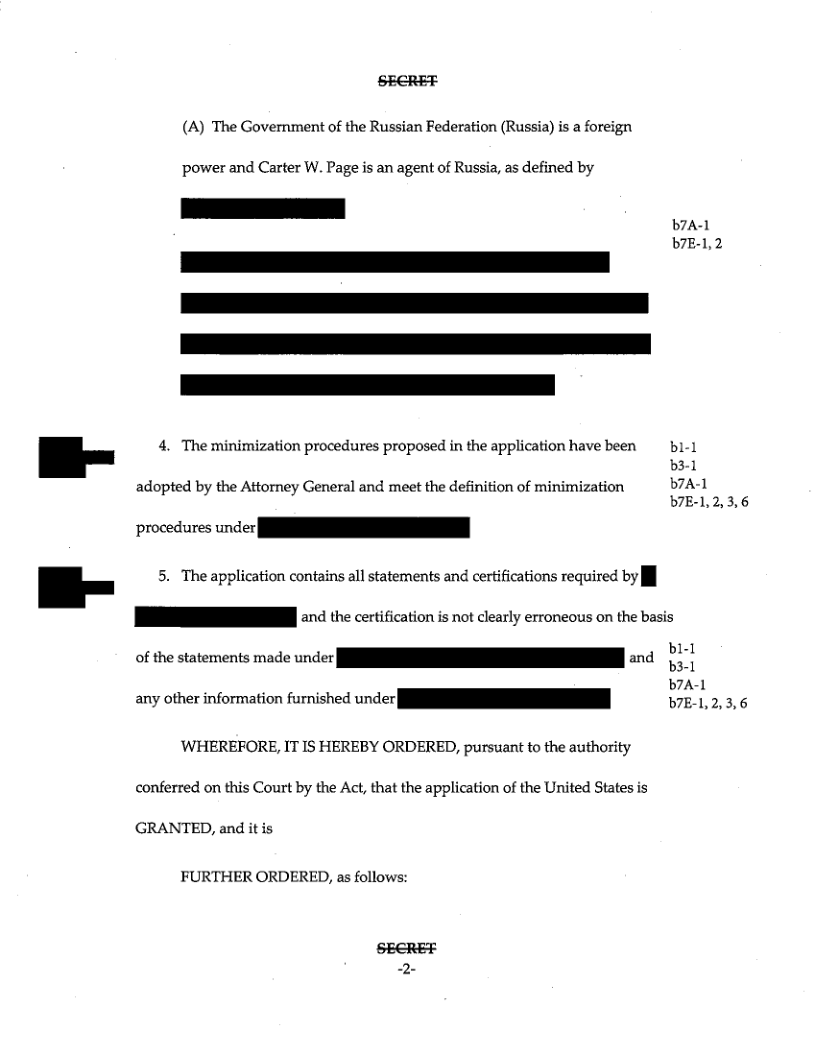 SECRET
(A) The Government of the Russian Federation (Russia) is a foreign
power and Carter W. Page is an agent of Russia, as defined by
b7A-1
b7E-1, 2
4. The minimization procedures proposed in the application have been
adopted by the Attorney General and meet the definition of minimization
procedures under
b1-1
b3-1
b7A-1
b7E-1, 2, 3, 6
5. The application contains all statements and certifications required by
and the certification is not clearly erroneous on the basis
of the statements made under and
any other information furnished under
b1-1
b3-1
b7A-1
b7E-1, 2, 3, 6
WHEREFORE, IT IS HEREBY ORDERED, pursuant to the authority
conferred on this Court by the Act, that the application of the United States is
GRANTED, and it is
FURTHER ORDERED, as follows:
SECRET
-2-